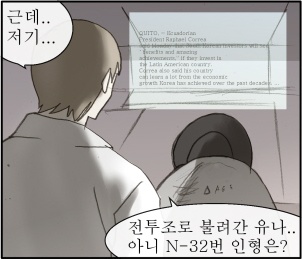 근데..
저기...
QUITO, - Ecuadorian
President Raphael Correa
"Benefits and amazing
achievements," if they invest in
the Latin American country.
Correa also said his country
can learn a lot from the economic
growth Korea has achieved over the past decades.
전투조로 불려간 유나..
아니 N-32번 인형은?